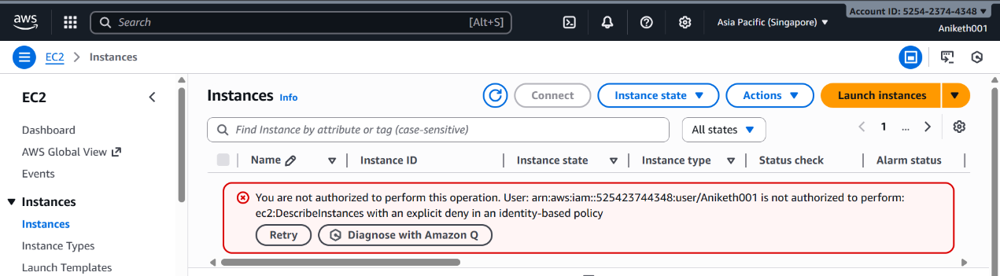 aws
Search [Alt+S]
Asia Pacific (Singapore)
Account ID: 5254-2374-4348
Aniketh001
EC2 > Instances
EC2
Dashboard
AWS Global View
Events
Instances
Instances
Instance Types
Launch Templates
Instances Info
Connect
Instance state
Actions
Launch instances
Find Instance by attribute or tag (case-sensitive)
All states
1 ...
Name Instance ID Instance state Instance type Status check Alarm status
You are not authorized to perform this operation. User: arn:aws:iam::525423744348:user/Aniketh001 is not authorized to perform:
ec2:DescribeInstances with an explicit deny in an identity-based policy
Retry
Diagnose with Amazon Q